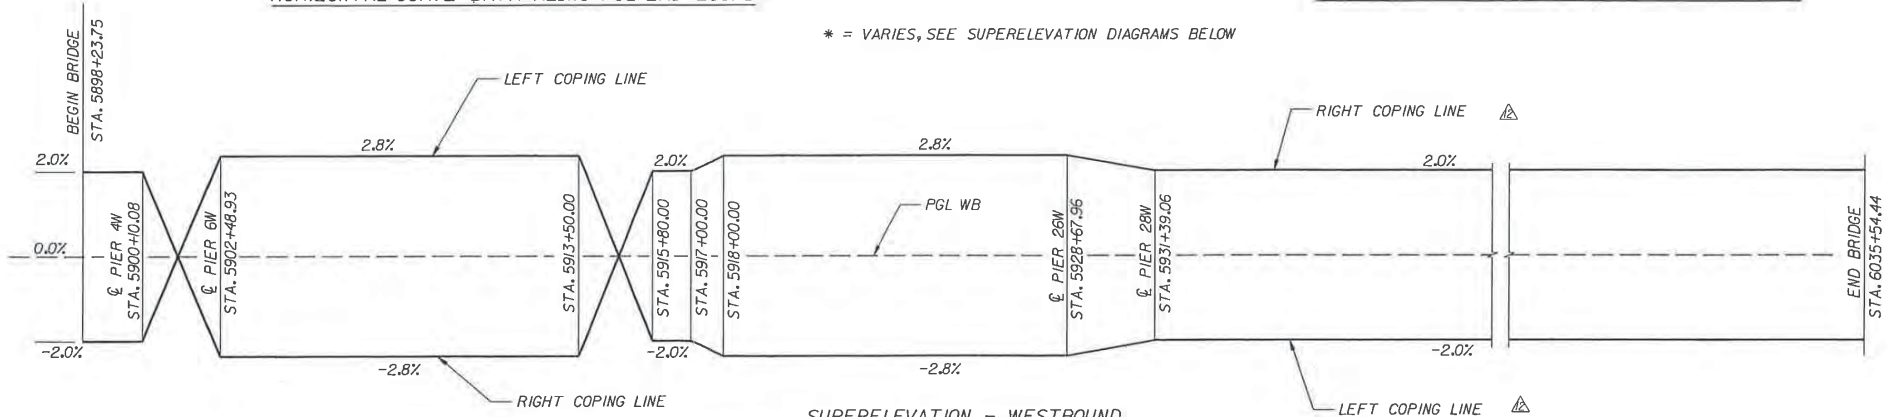 * = VARIES, SEE SUPERELEVATION DIAGRAMS BELOW
BEGIN BRIDGE
STA. 5898+23.75
LEFT COPING LINE
RIGHT COPING LINE
12
2.0%
2.8%
2.0%
2.8%
2.0%
℄ PIER 4W
STA. 5900+10.08
℄ PIER 6W
STA. 5902+48.93
STA. 5913+50.00
STA. 5915+80.00
STA. 5917+00.00
STA. 5918+00.00
PGL WB
℄ PIER 26W
STA. 5928+67.96
℄ PIER 28W
STA. 5931+39.06
END BRIDGE
STA. 6035+54.44
0.0%
-2.0%
-2.8%
-2.0%
-2.8%
-2.0%
RIGHT COPING LINE
LEFT COPING LINE
12
SUPERELEVATION - WESTBOUND